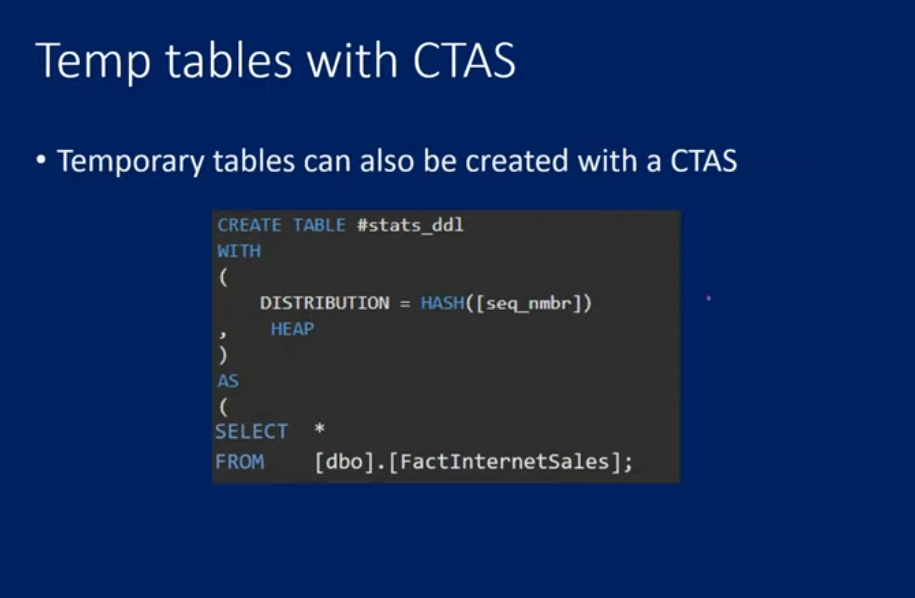 Temp tables with CTAS
• Temporary tables can also be created with a CTAS
CREATE TABLE #stats_ddl
WITH
(
    DISTRIBUTION = HASH([seq_nmbr])
,    HEAP
)
AS
(
SELECT  *
FROM    [dbo].[FactInternetSales];